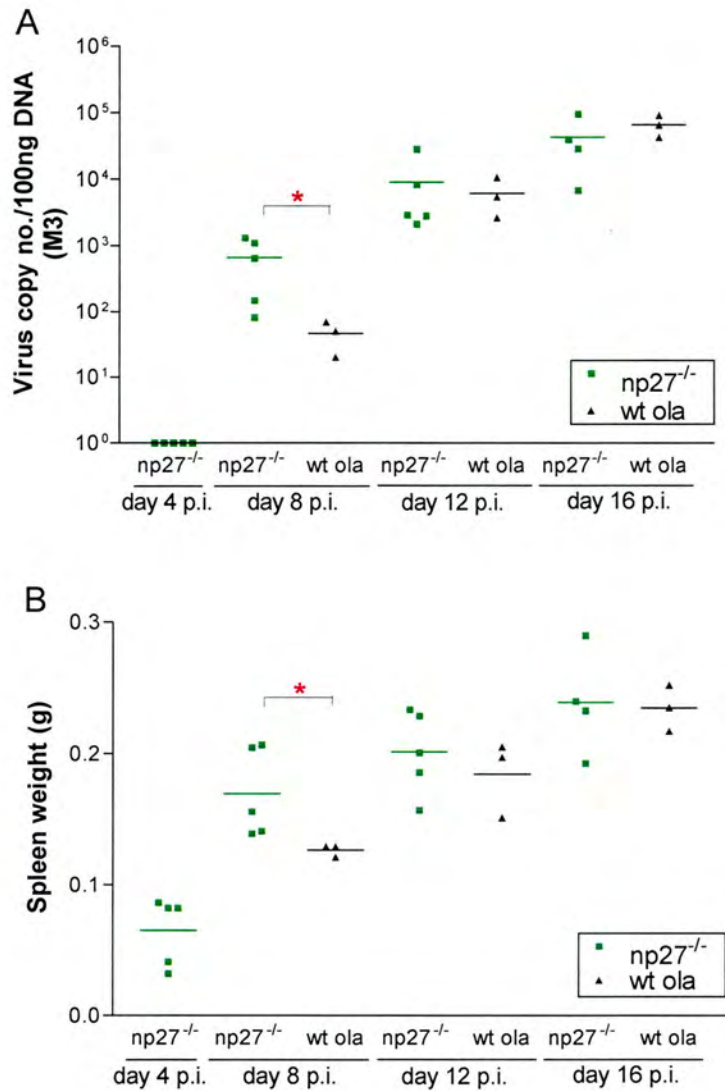 A
Virus copy no./100ng DNA
(M3)
10⁶
10⁵
10⁴
10³
10²
10¹
10⁰
*
np27⁻/⁻
wt ola
np27⁻/⁻ np27⁻/⁻ wt ola np27⁻/⁻ wt ola np27⁻/⁻ wt ola
day 4 p.i. day 8 p.i. day 12 p.i. day 16 p.i.
B
Spleen weight (g)
0.3
0.2
0.1
0.0
*
np27⁻/⁻
wt ola
np27⁻/⁻ np27⁻/⁻ wt ola np27⁻/⁻ wt ola np27⁻/⁻ wt ola
day 4 p.i. day 8 p.i. day 12 p.i. day 16 p.i.